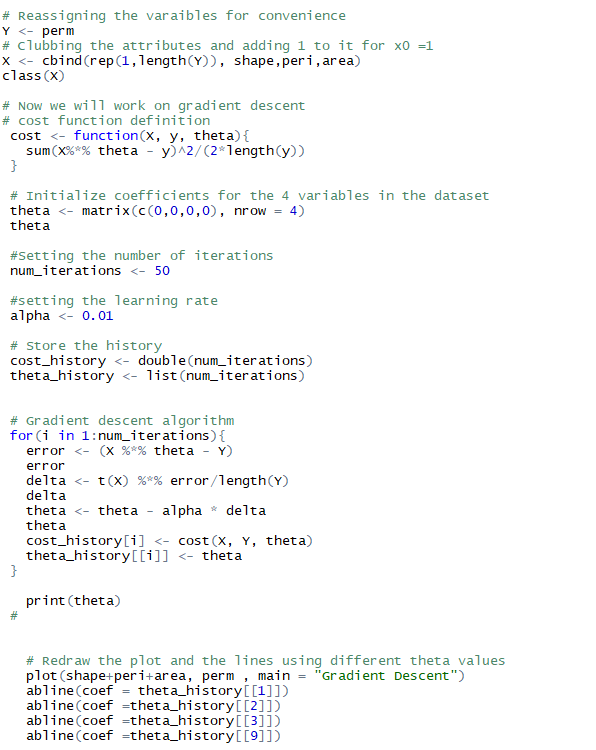 # Reassigning the varaibles for convenience
Y <- perm
# Clubbing the attributes and adding 1 to it for x0 =1
X <- cbind(rep(1,length(Y)), shape,peri,area)
class(X)
# Now we will work on gradient descent
# cost function definition
cost <- function(X, y, theta){
sum(X%*% theta - y)^2/(2*length(y))
}
# Initialize coefficients for the 4 variables in the dataset
theta <- matrix(c(0,0,0,0), nrow = 4)
theta
#Setting the number of iterations
num_iterations <- 50
#setting the learning rate
alpha <- 0.01
# Store the history
cost_history <- double(num_iterations)
theta_history <- list(num_iterations)
# Gradient descent algorithm
for(i in 1:num_iterations){
error <- (X %*% theta - Y)
error
delta <- t(X) %*% error/length(Y)
delta
theta <- theta - alpha * delta
theta
cost_history[i] <- cost(X, Y, theta)
theta_history[[i]] <- theta
}
print(theta)
#
# Redraw the plot and the lines using different theta values
plot(shape+peri+area, perm , main = "Gradient Descent")
abline(coef = theta_history[[1]])
abline(coef =theta_history[[2]])
abline(coef =theta_history[[3]])
abline(coef =theta_history[[9]])